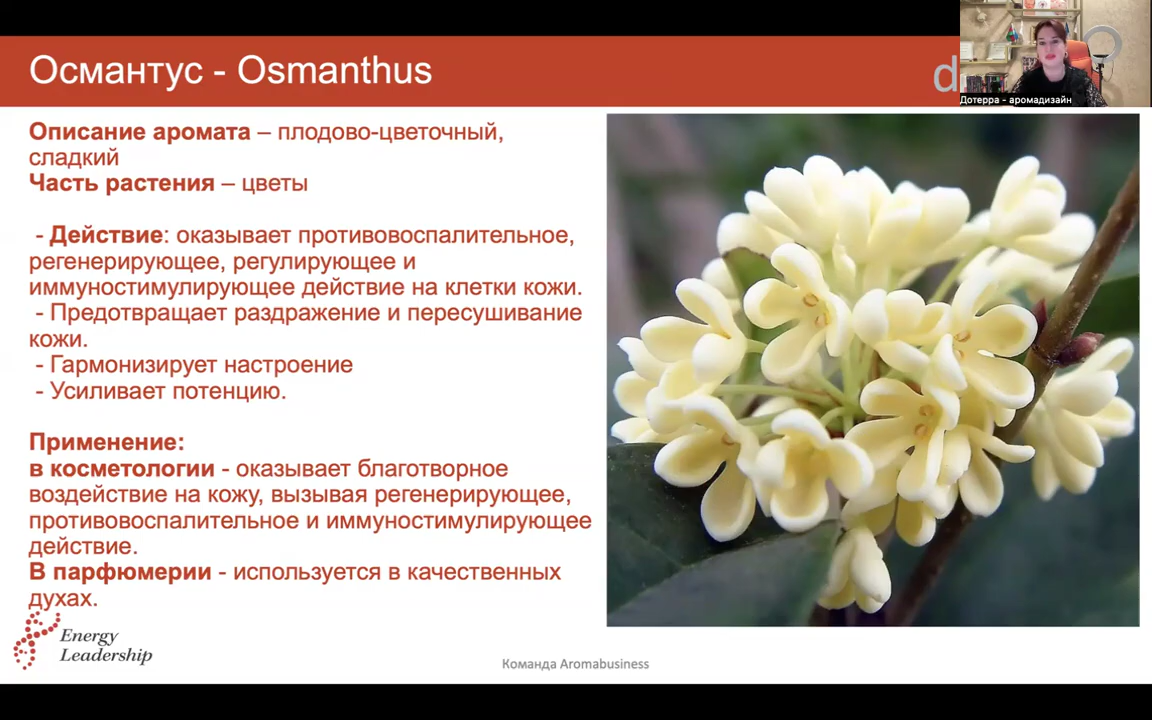 Османтус - Osmanthus
d
Дотерра - аромадизайн
Описание аромата – плодово-цветочный,
сладкий
Часть растения – цветы
- Действие: оказывает противовоспалительное,
регенерирующее, регулирующее и
иммуностимулирующее действие на клетки кожи.
- Предотвращает раздражение и пересушивание
кожи.
- Гармонизирует настроение
- Усиливает потенцию.
Применение:
в косметологии - оказывает благотворное
воздействие на кожу, вызывая регенерирующее,
противовоспалительное и иммуностимулирующее
действие.
В парфюмерии - используется в качественных
духах.
Energy
Leadership
Команда Aromabusiness